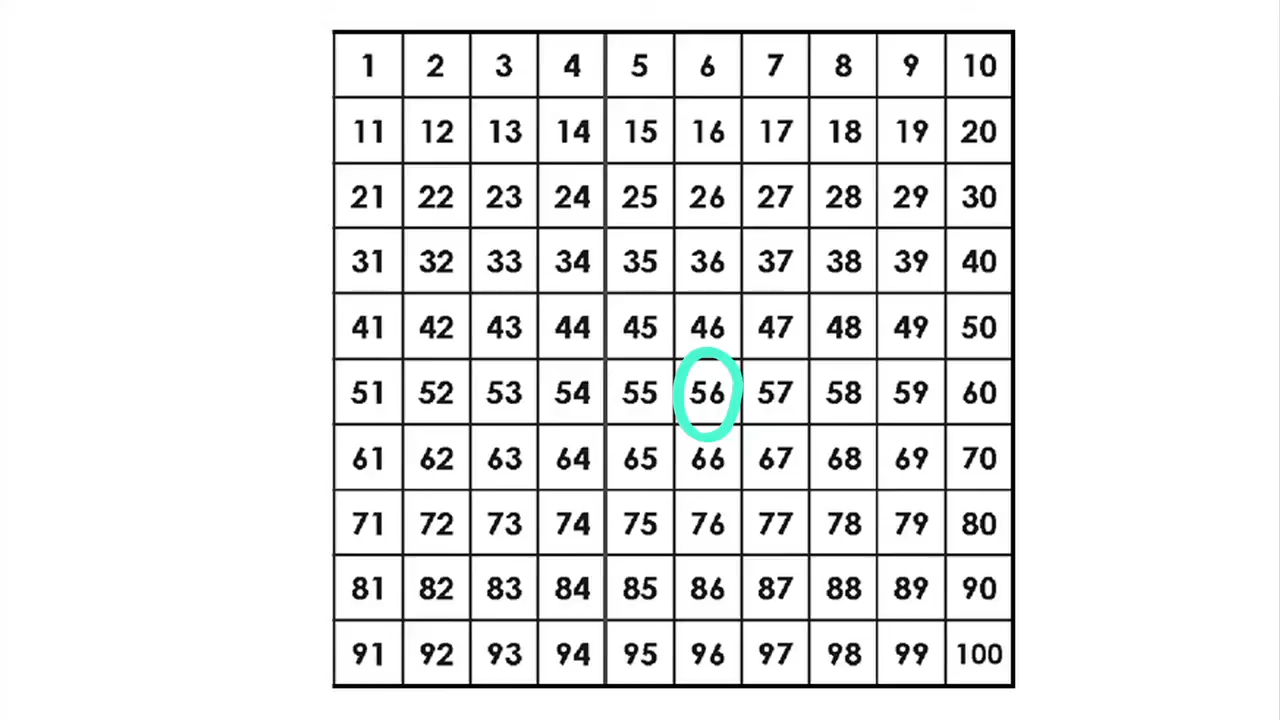 1 2 3 4 5 6 7 8 9 10
11 12 13 14 15 16 17 18 19 20
21 22 23 24 25 26 27 28 29 30
31 32 33 34 35 36 37 38 39 40
41 42 43 44 45 46 47 48 49 50
51 52 53 54 55 56 57 58 59 60
61 62 63 64 65 66 67 68 69 70
71 72 73 74 75 76 77 78 79 80
81 82 83 84 85 86 87 88 89 90
91 92 93 94 95 96 97 98 99 100